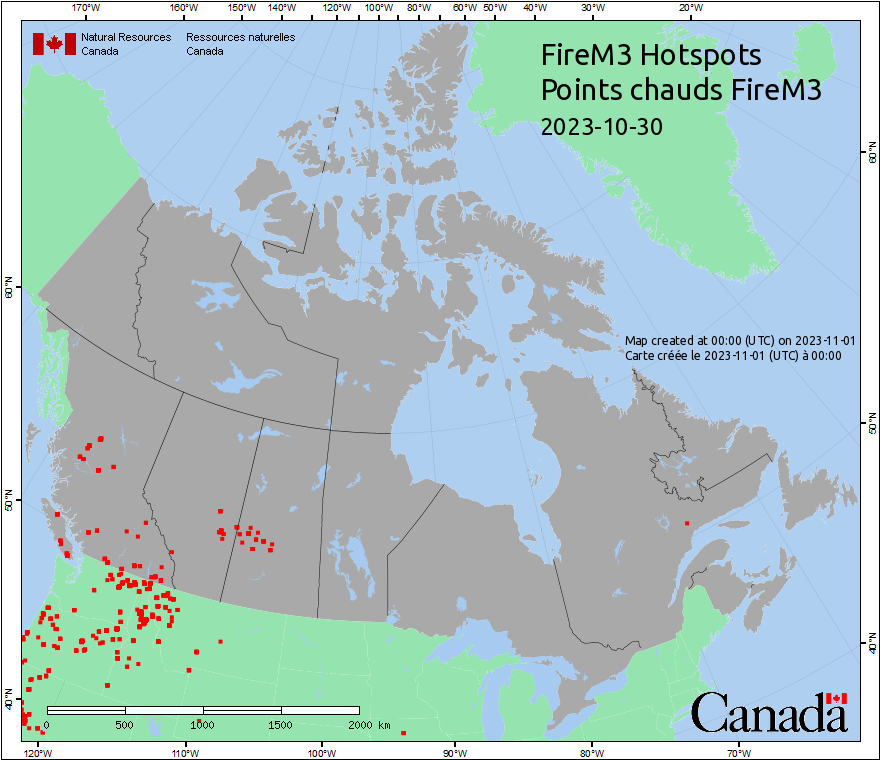 170°W 160°W 150°W 140°W 120°W 100°W 80°W 60°W 50°W 40°W 30°W 20°W
Natural Resources Ressources naturelles
Canada Canada
FireM3 Hotspots
Points chauds FireM3
2023-10-30
60°N
60°N
Map created at 00:00 (UTC) on 2023-11-01
Carte créée le 2023-11-01 (UTC) à 00:00
50°N
50°N
40°N
40°N
Canada
0 500 1000 1500 2000 km
120°W 110°W 100°W 90°W 80°W 70°W